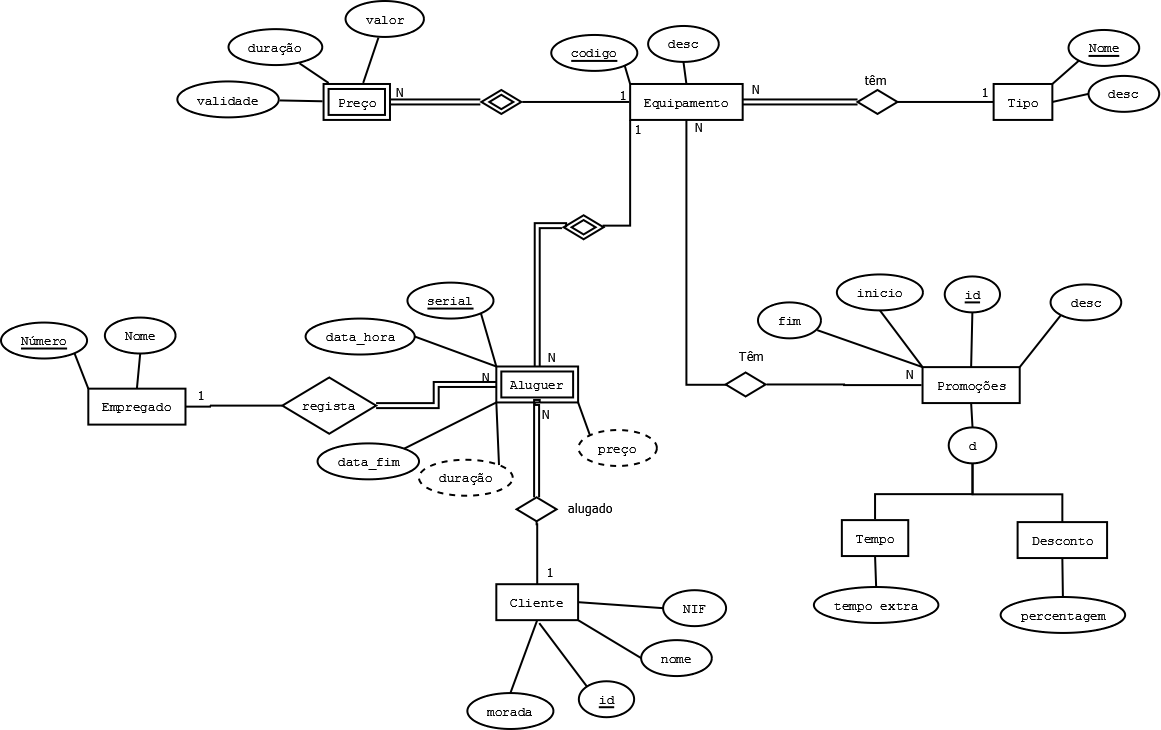 valor
duração
validade
Preço
N
1
codigo
desc
Equipamento
N
têm
1
Tipo
Nome
desc
1
N
serial
data_hora
N
Número
Nome
Empregado
1
regista
N
Aluguer
N
data_fim
duração
preço
alugado
1
Cliente
NIF
nome
id
morada
inicio
id
desc
fim
Têm
N
Promoções
d
Tempo
Desconto
tempo extra
percentagem